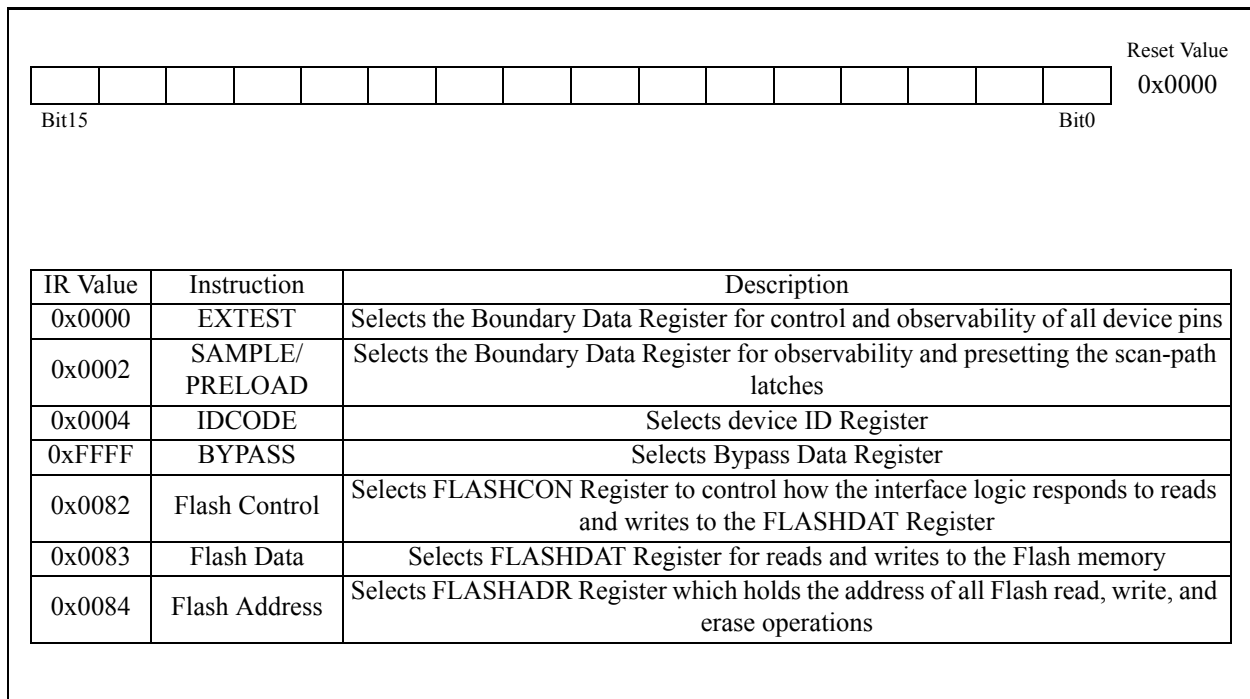 Reset Value
0x0000
Bit15 Bit0
IR Value Instruction Description
0x0000 EXTEST Selects the Boundary Data Register for control and observability of all device pins
0x0002 SAMPLE/ PRELOAD Selects the Boundary Data Register for observability and presetting the scan-path
latches
0x0004 IDCODE Selects device ID Register
0xFFFF BYPASS Selects Bypass Data Register
0x0082 Flash Control Selects FLASHCON Register to control how the interface logic responds to reads
and writes to the FLASHDAT Register
0x0083 Flash Data Selects FLASHDAT Register for reads and writes to the Flash memory
0x0084 Flash Address Selects FLASHADR Register which holds the address of all Flash read, write, and
erase operations